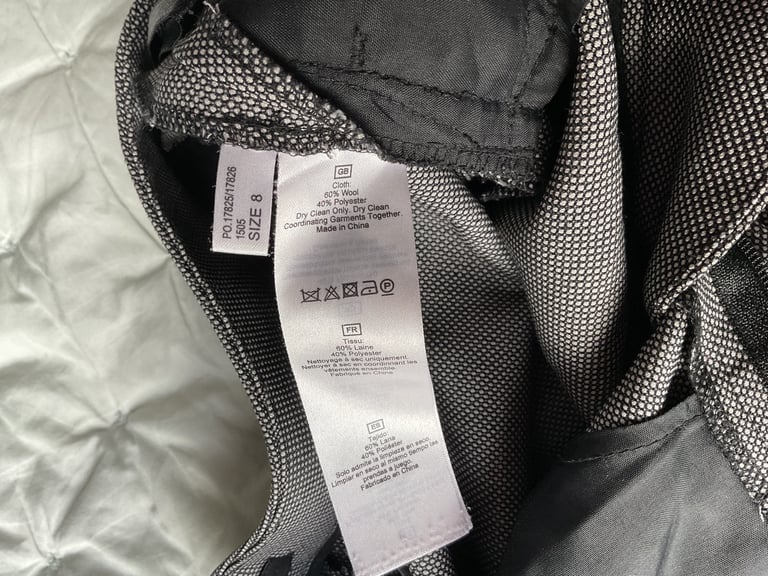 PO.17825/17826
1505
SIZE 8
GB
Cloth:
60% Wool
40% Polyester
Dry Clean Only. Dry Clean
Coordinating Garments Together.
Made in China
P
FR
Tissu:
60% Laine
40% Polyester
Nettoyage à sec uniquement.
Nettoyer à sec en coordinnant les
vêtements ensemble
Fabriqué en China
ES
Tejido:
60% Lana
40% Poliéster
Solo admite la limpieza en seco.
Limpiar en seco al mismo tiempo las
prendas a juego.
Fabricado en China